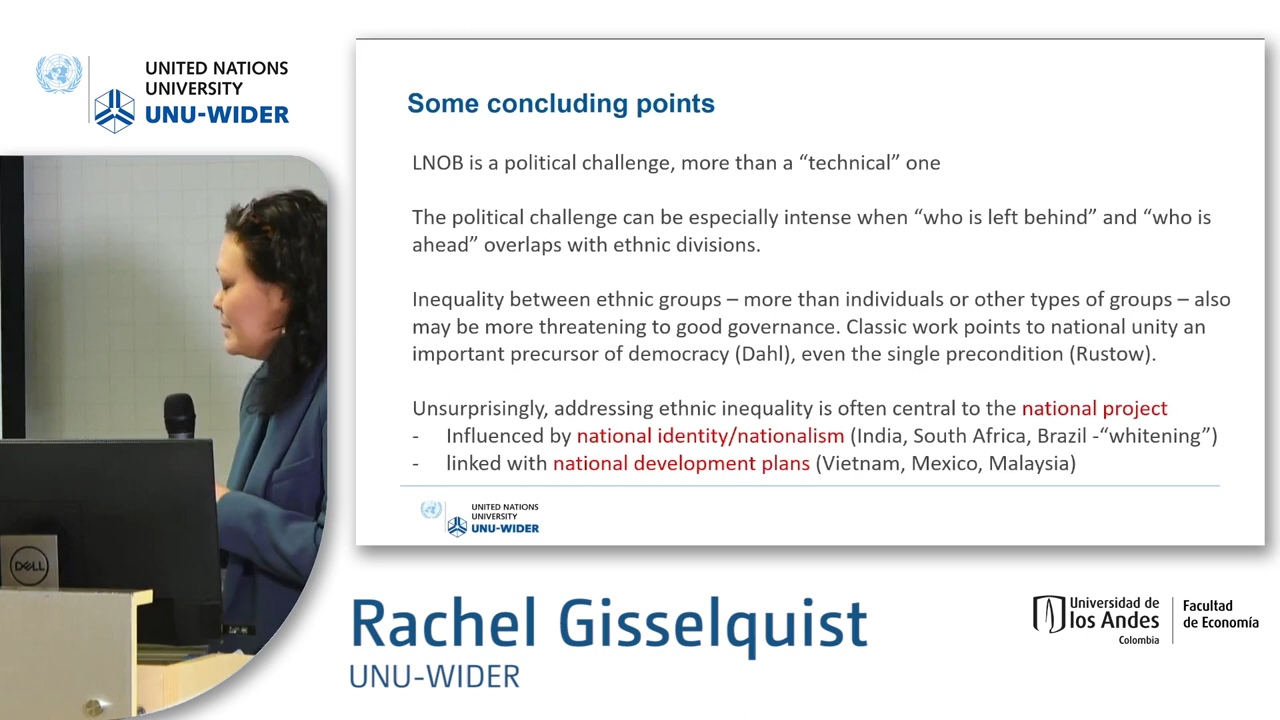 UNITED NATIONS
UNIVERSITY
UNU-WIDER
Some concluding points
LNOB is a political challenge, more than a “technical” one
The political challenge can be especially intense when “who is left behind” and “who is
ahead” overlaps with ethnic divisions.
Inequality between ethnic groups – more than individuals or other types of groups – also
may be more threatening to good governance. Classic work points to national unity an
important precursor of democracy (Dahl), even the single precondition (Rustow).
Unsurprisingly, addressing ethnic inequality is often central to the national project
- Influenced by national identity/nationalism (India, South Africa, Brazil -“whitening”)
- linked with national development plans (Vietnam, Mexico, Malaysia)
UNITED NATIONS
UNIVERSITY
UNU-WIDER
DELL
Rachel Gisselquist
UNU-WIDER
Universidad de
los Andes
Colombia
Facultad
de Economía